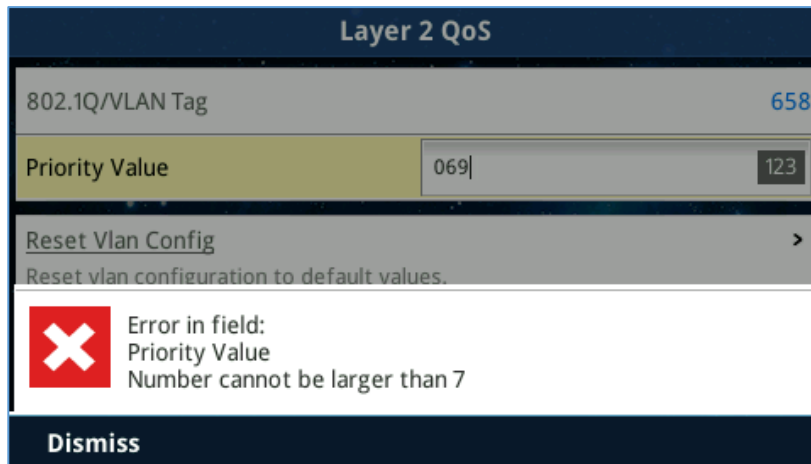 Layer 2 QoS
802.1Q/VLAN Tag 658
Priority Value 069 123
Reset Vlan Config >
Reset vlan configuration to default values.
Error in field:
Priority Value
Number cannot be larger than 7
Dismiss